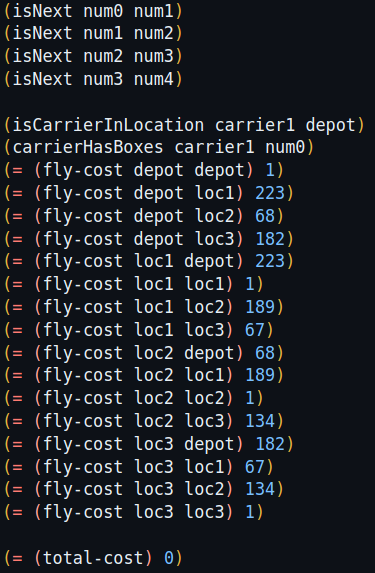 (isNext num0 num1)
(isNext num1 num2)
(isNext num2 num3)
(isNext num3 num4)

(isCarrierInLocation carrier1 depot)
(carrierHasBoxes carrier1 num0)
(= (fly-cost depot depot) 1)
(= (fly-cost depot loc1) 223)
(= (fly-cost depot loc2) 68)
(= (fly-cost depot loc3) 182)
(= (fly-cost loc1 depot) 223)
(= (fly-cost loc1 loc1) 1)
(= (fly-cost loc1 loc2) 189)
(= (fly-cost loc1 loc3) 67)
(= (fly-cost loc2 depot) 68)
(= (fly-cost loc2 loc1) 189)
(= (fly-cost loc2 loc2) 1)
(= (fly-cost loc2 loc3) 134)
(= (fly-cost loc3 depot) 182)
(= (fly-cost loc3 loc1) 67)
(= (fly-cost loc3 loc2) 134)
(= (fly-cost loc3 loc3) 1)

(= (total-cost) 0)